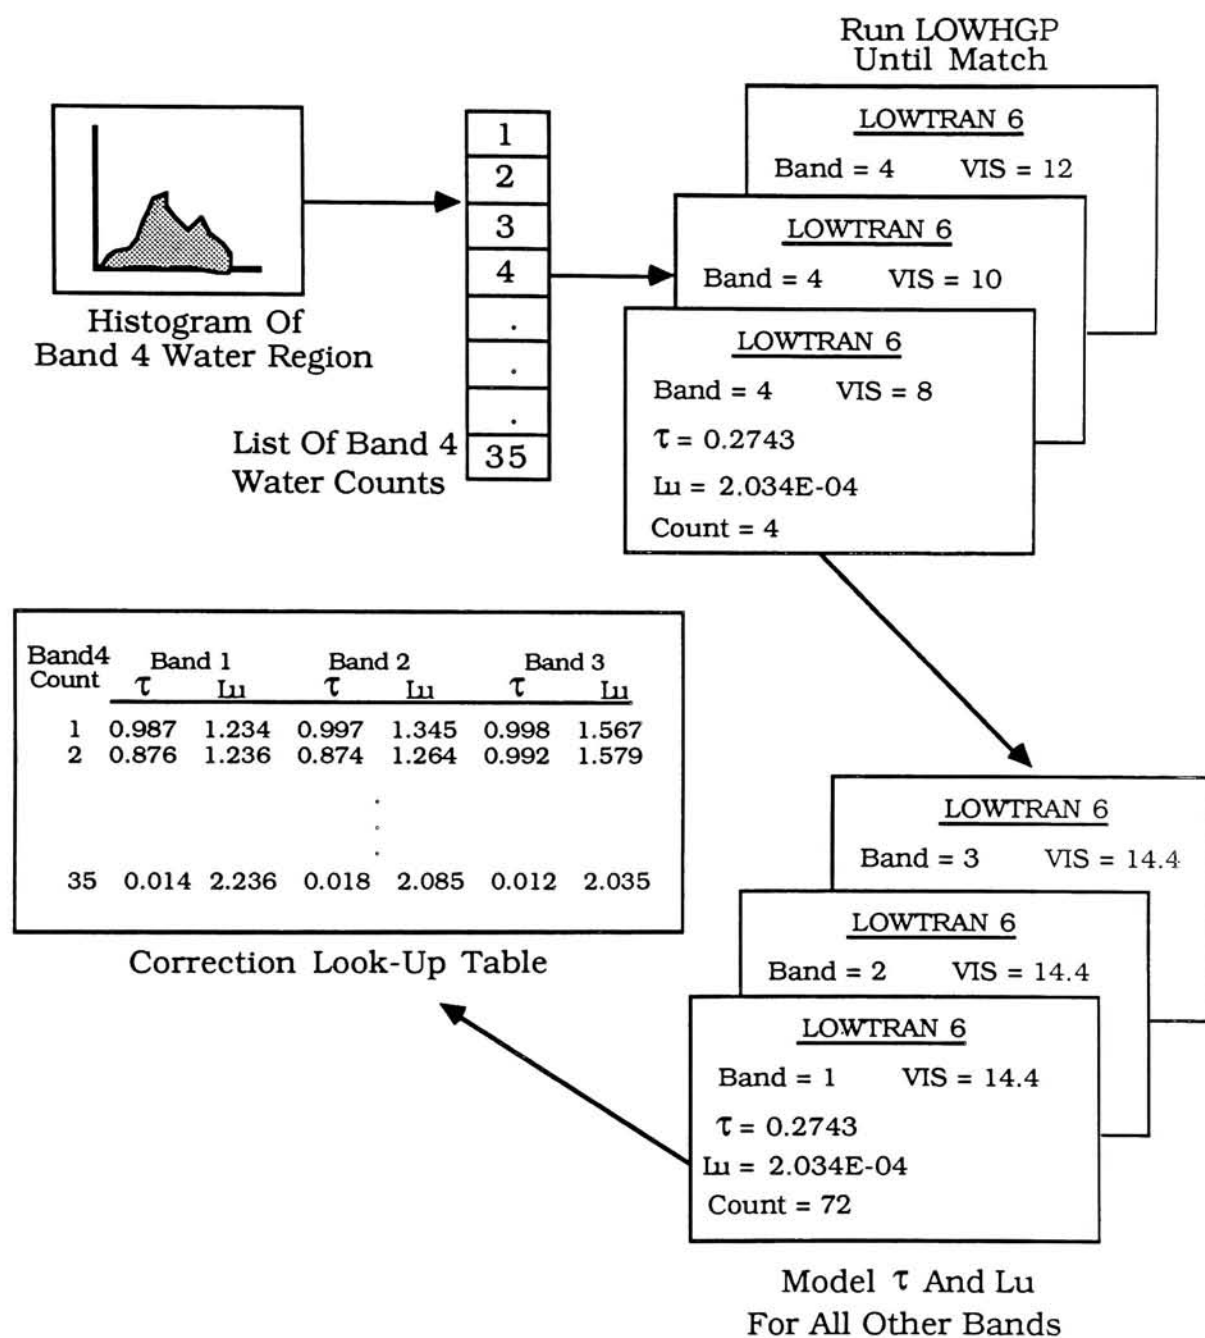 Run LOWHGP
Until Match
Histogram Of
Band 4 Water Region
1
2
3
4
.
.
.
35
List Of Band 4
Water Counts
LOWTRAN 6
Band = 4 VIS = 12
LOWTRAN 6
Band = 4 VIS = 10
LOWTRAN 6
Band = 4 VIS = 8
τ = 0.2743
Lu = 2.034E-04
Count = 4
Band4 Band 1 Band 2 Band 3
Count τ Lu τ Lu τ Lu
1 0.987 1.234 0.997 1.345 0.998 1.567
2 0.876 1.236 0.874 1.264 0.992 1.579
.
.
.
35 0.014 2.236 0.018 2.085 0.012 2.035
Correction Look-Up Table
LOWTRAN 6
Band = 3 VIS = 14.4
LOWTRAN 6
Band = 2 VIS = 14.4
LOWTRAN 6
Band = 1 VIS = 14.4
τ = 0.2743
Lu = 2.034E-04
Count = 72
Model τ And Lu
For All Other Bands